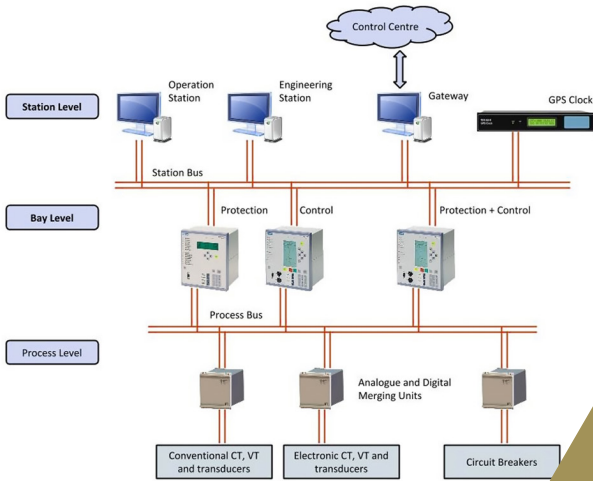 Control Centre
Operation
Station
Engineering
Station
Gateway
GPS Clock
Station Level
Station Bus
Bay Level
Protection
Control
Protection + Control
Process Bus
Process Level
Analogue and Digital
Merging Units
Conventional CT, VT
and transducers
Electronic CT, VT and
transducers
Circuit Breakers